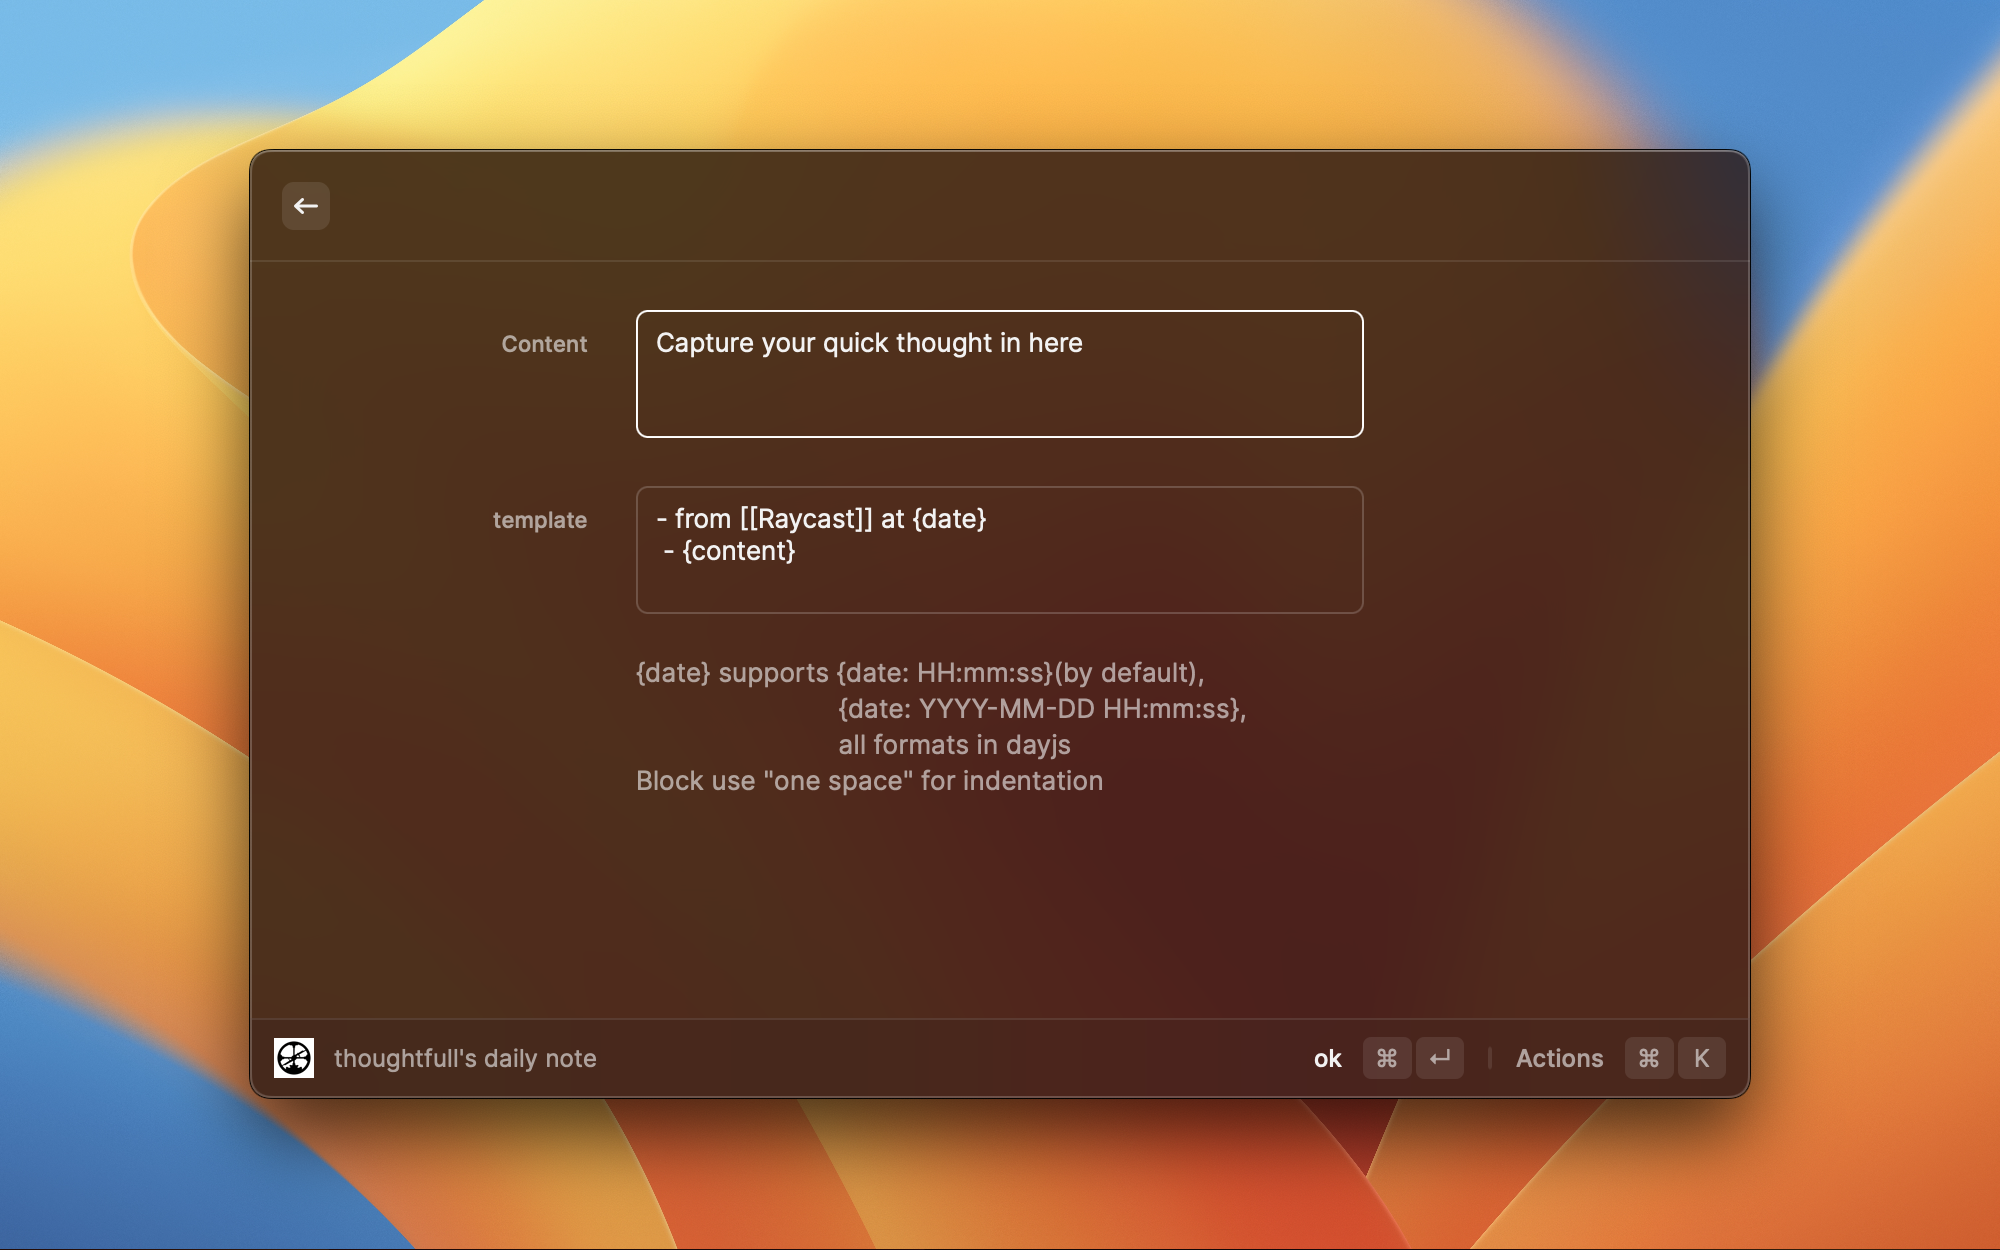 Content
Capture your quick thought in here
template
- from [[Raycast]] at {date}
 - {content}
{date} supports {date: HH:mm:ss}(by default),
{date: YYYY-MM-DD HH:mm:ss},
all formats in dayjs
Block use "one space" for indentation
thoughtfull's daily note
ok ⌘ ↵ Actions ⌘ K